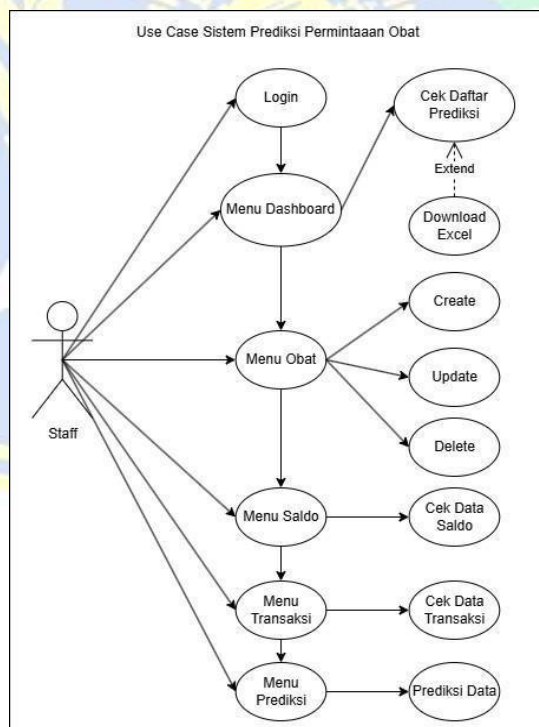 Use Case Sistem Prediksi Permintaaan Obat
Login
Cek Daftar
Prediksi
Extend
Menu Dashboard
Download
Excel
Create
Menu Obat
Update
Staff
Delete
Menu Saldo
Cek Data
Saldo
Menu
Transaksi
Cek Data
Transaksi
Menu
Prediksi
Prediksi Data